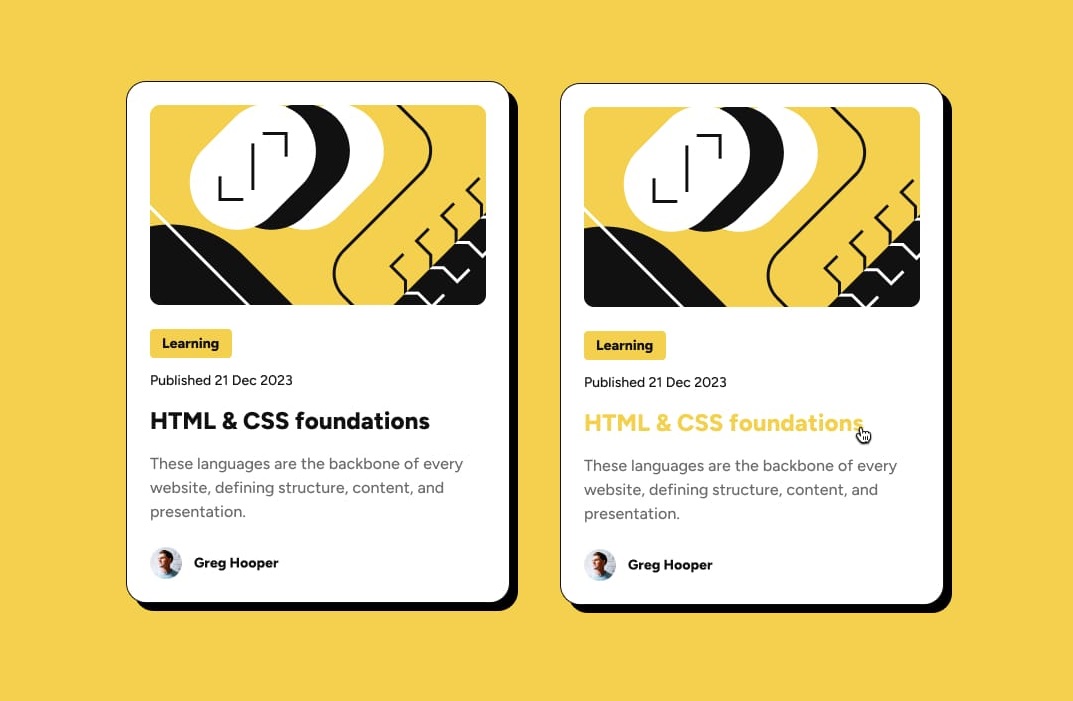 Learning
Published 21 Dec 2023
HTML & CSS foundations
These languages are the backbone of every
website, defining structure, content, and
presentation.
Greg Hooper
Learning
Published 21 Dec 2023
HTML & CSS foundations
These languages are the backbone of every
website, defining structure, content, and
presentation.
Greg Hooper